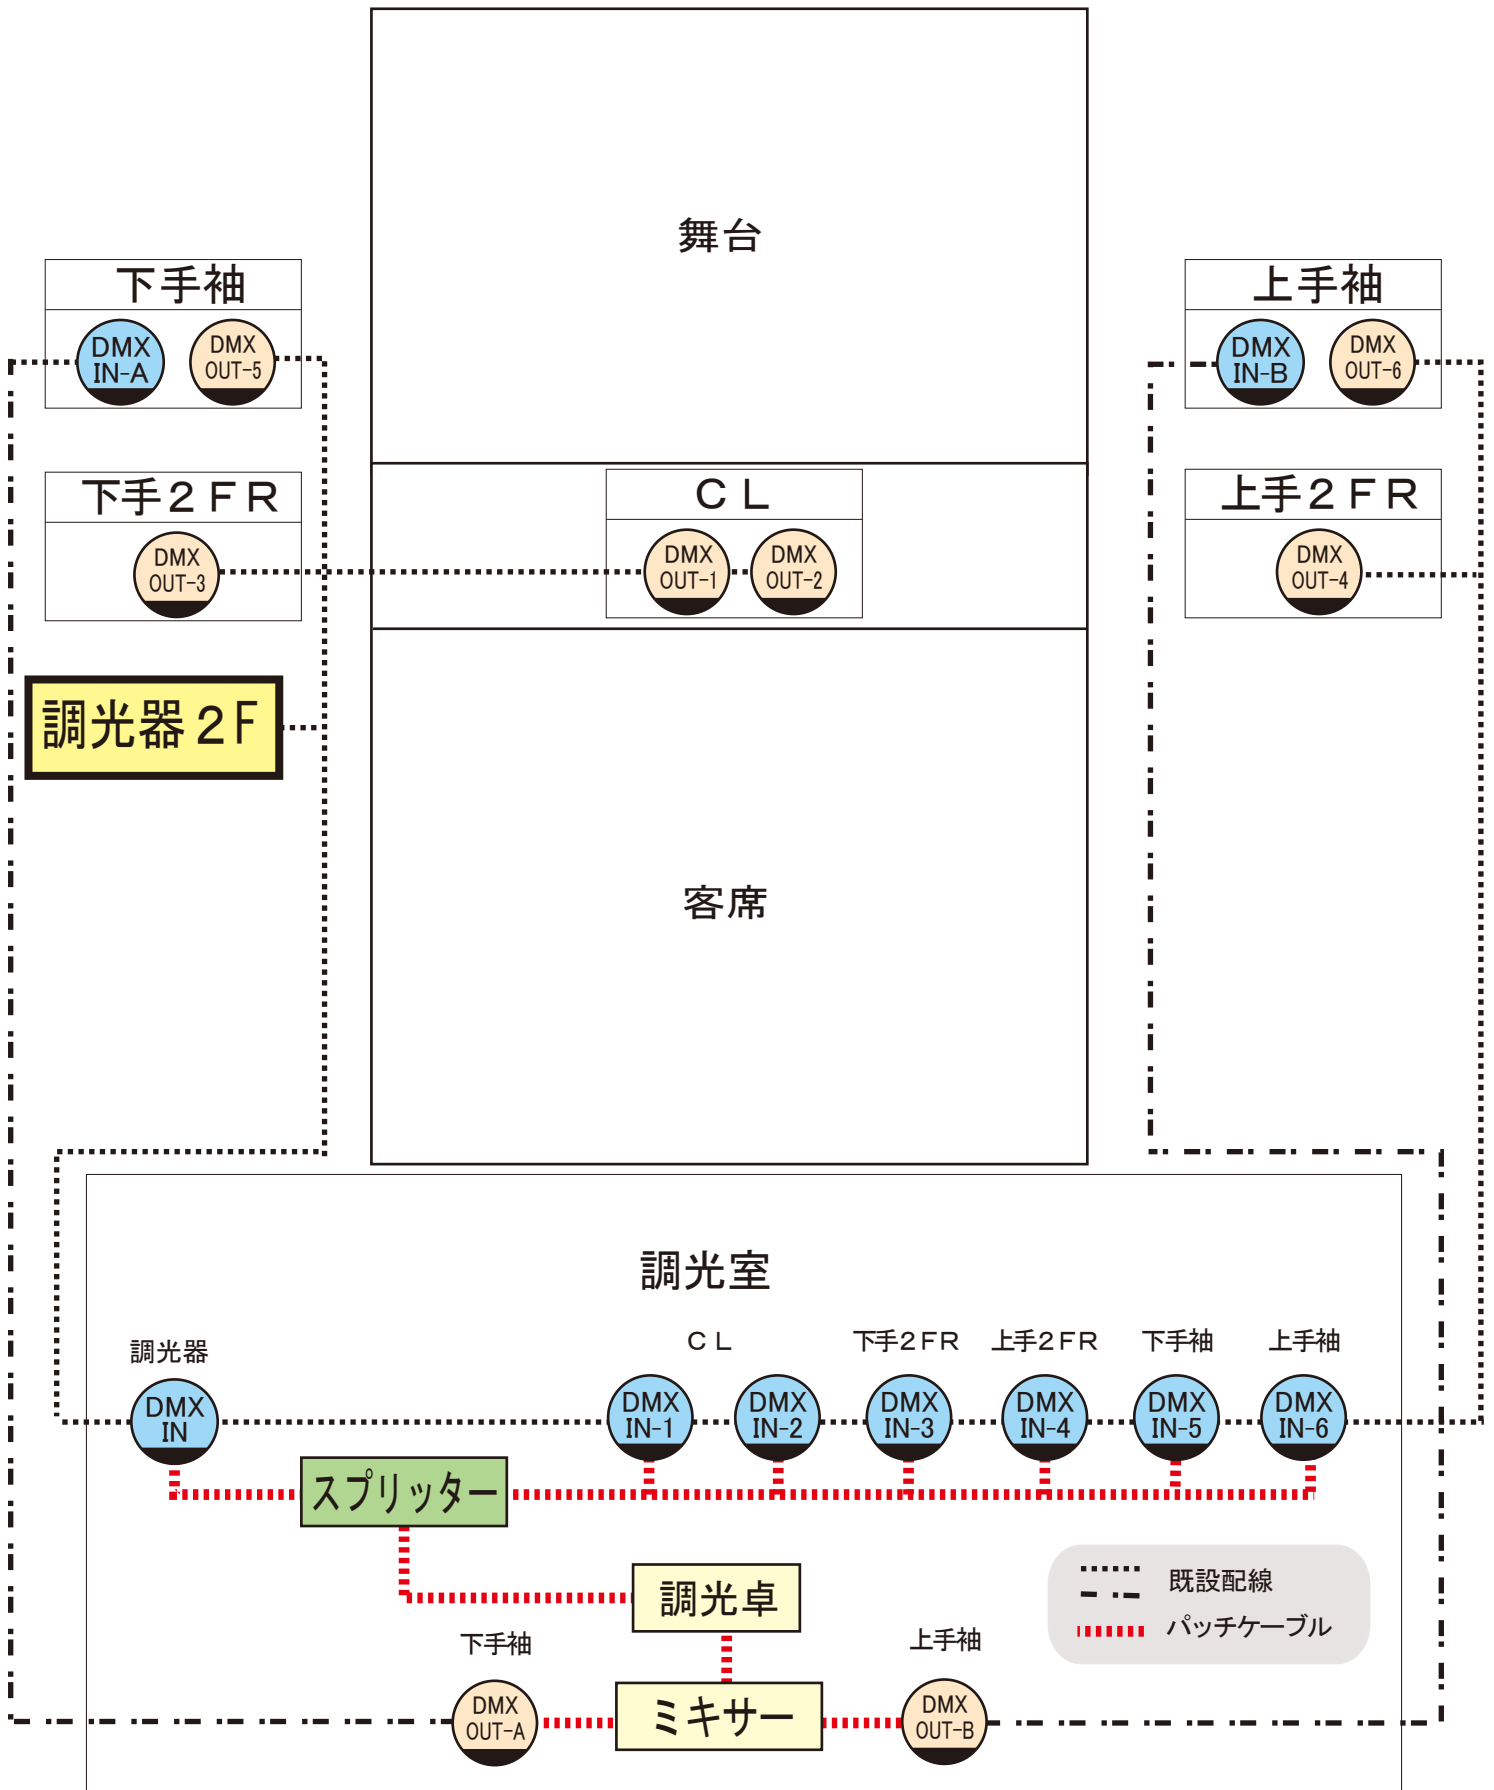 舞台
下手袖
DMX
IN-A
DMX
OUT-5
上手袖
DMX
IN-B
DMX
OUT-6
下手２ＦＲ
DMX
OUT-3
ＣＬ
DMX
OUT-1
DMX
OUT-2
上手２ＦＲ
DMX
OUT-4
調光器２F
客席
調光室
調光器
ＣＬ
下手２ＦＲ
上手２ＦＲ
下手袖
上手袖
DMX
IN
DMX
IN-1
DMX
IN-2
DMX
IN-3
DMX
IN-4
DMX
IN-5
DMX
IN-6
スプリッター
調光卓
既設配線
パッチケーブル
下手袖
上手袖
DMX
OUT-A
ミキサー
DMX
OUT-B